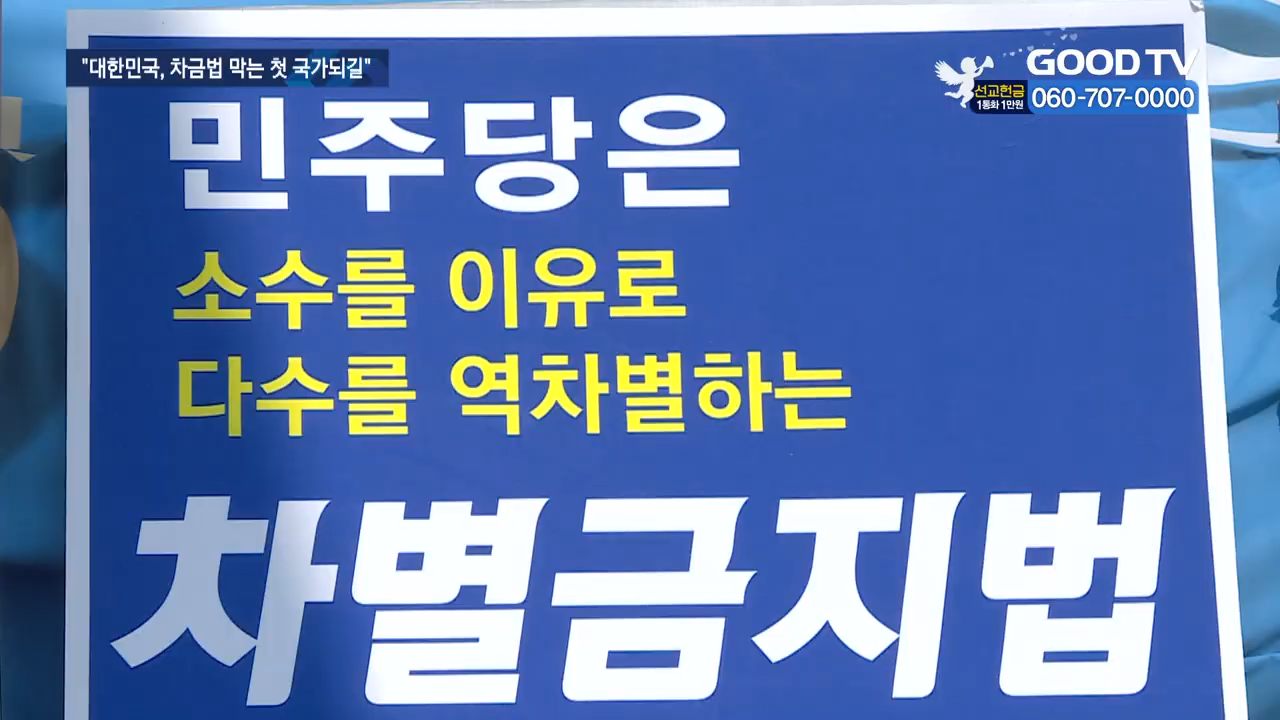 "대한민국, 차금법 막는 첫 국가되길"
GOOD TV
선교헌금
1통화 1만원
060-707-0000
민주당은
소수를 이유로
다수를 역차별하는
차별금지법